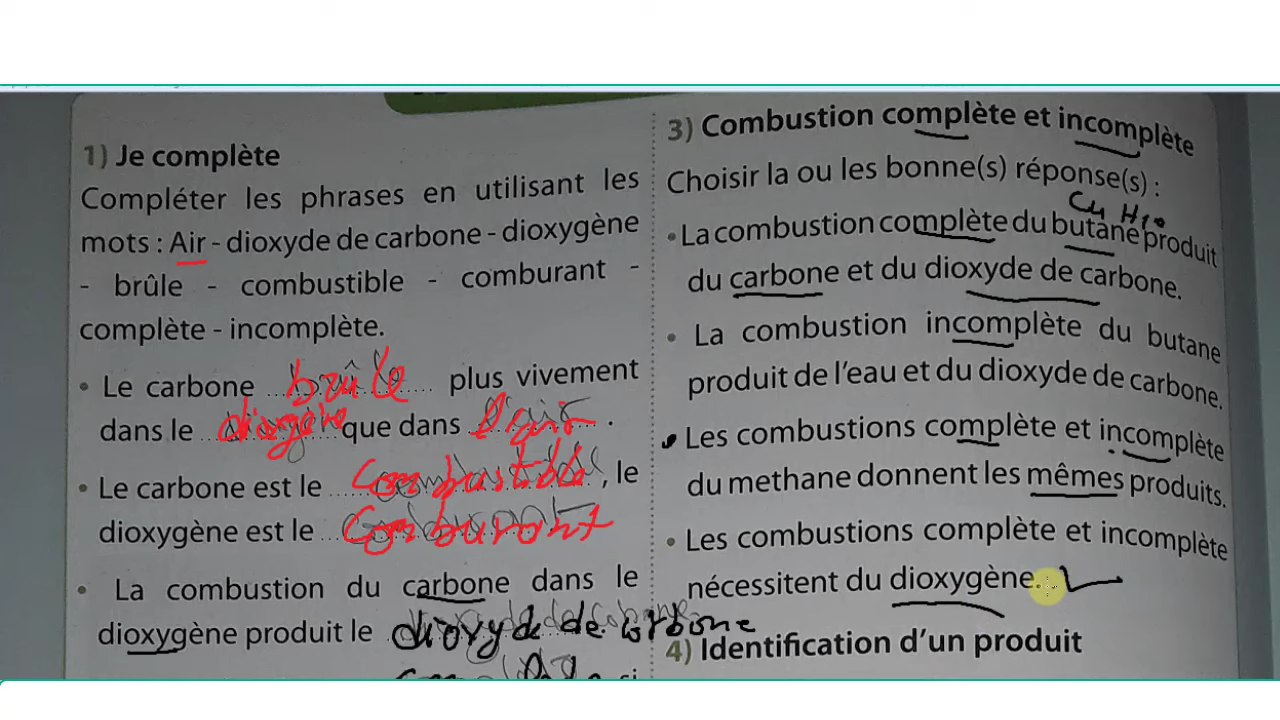 1) Je complète
Compléter les phrases en utilisant les
mots : Air - dioxyde de carbone - dioxygène
- brûle - combustible - comburant -
complète - incomplète.
• Le carbone brûle plus vivement
dans le dioxygène que dans l'air .
• Le carbone est le combustible , le
dioxygène est le comburant
• La combustion du carbone dans le
dioxygène produit le dioxyde de carbone
si
3) Combustion complète et incomplète
Choisir la ou les bonne(s) réponse(s) :
C4 H10
• La combustion complète du butane produit
du carbone et du dioxyde de carbone.
• La combustion incomplète du butane
produit de l'eau et du dioxyde de carbone.
• Les combustions complète et incomplète
du methane donnent les mêmes produits.
• Les combustions complète et incomplète
nécessitent du dioxygène.
4) Identification d'un produit